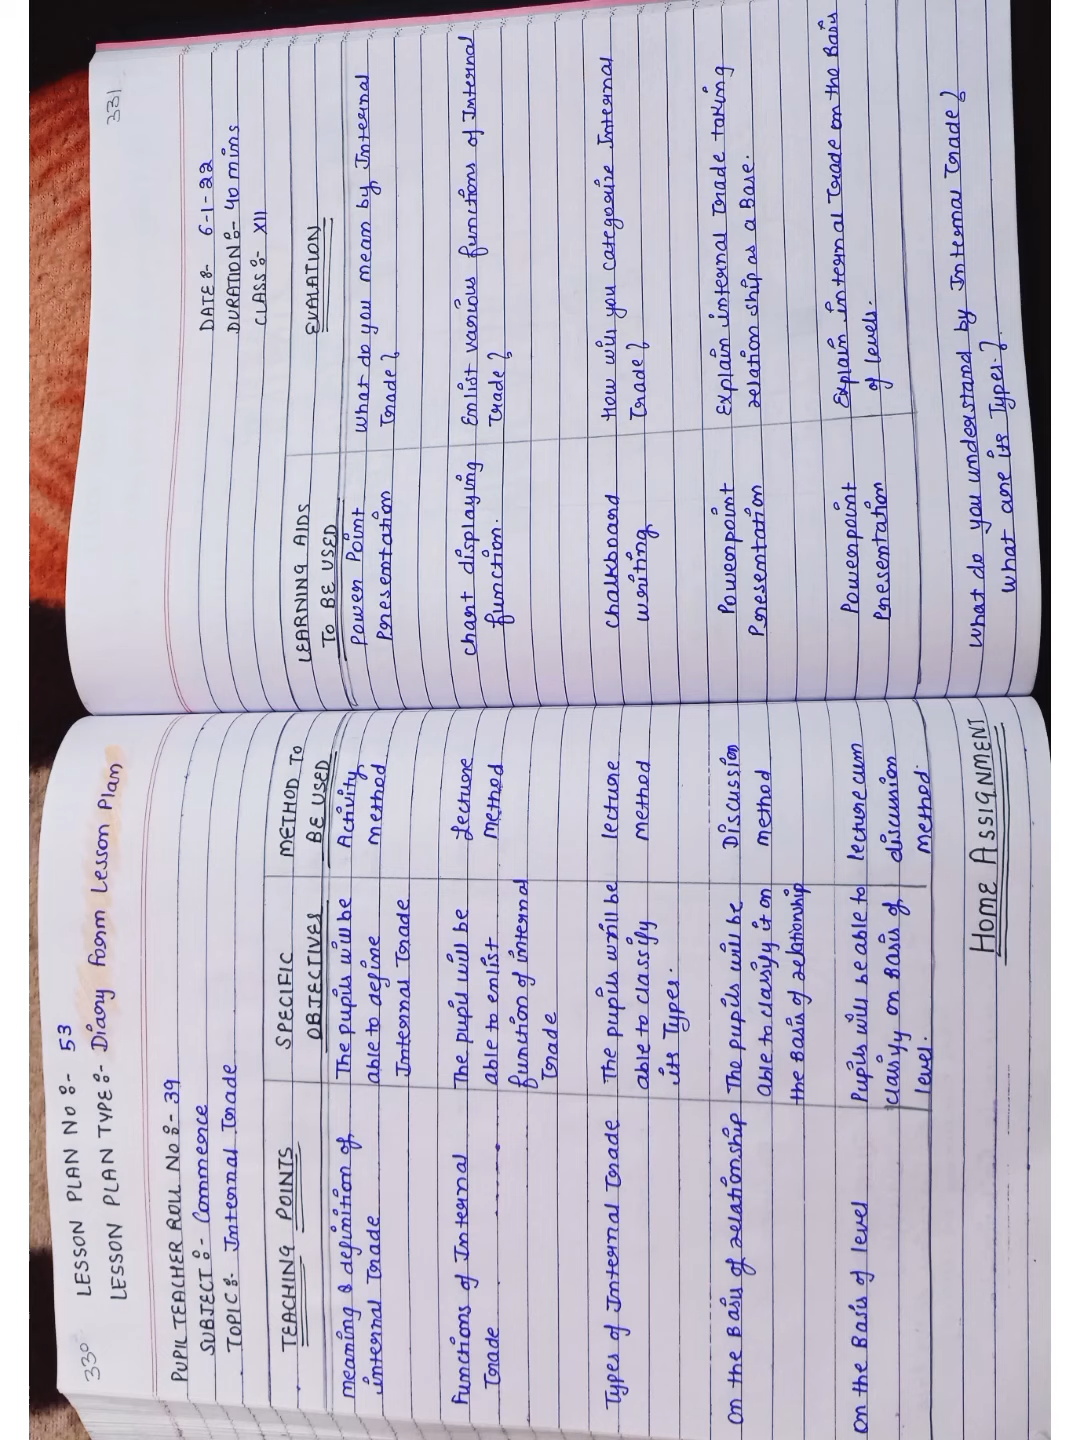 330
LESSON PLAN NO :- 53
LESSON PLAN TYPE :- Diary form Lesson Plan
PUPIL TEACHER ROLL NO :- 39
SUBJECT :- Commerce
TOPIC :- Internal Trade
TEACHING POINTS
SPECIFIC OBJECTIVES
METHOD TO BE USED
meaning & definition of
internal Trade
The pupils will be
able to define
Internal Trade
Activity
method
Functions of Internal
Trade
The pupil will be
able to enlist
function of internal
Trade
Lecture
method
Types of Internal Trade
The pupils will be
able to classify
its Types.
lecture
method
On the Basis of relationship
The pupils will be
able to classify it on
the Basis of relationship
Discussion
method
On the Basis of level
Pupils will be able to
classify on Basis of
level.
lecture cum
discussion
method.
HOME ASSIGNMENT
331
DATE :- 6-1-22
DURATION :- 40 mins
CLASS :- XII
LEARNING AIDS
TO BE USED
EVALATION
Power Point
Presentation
What do you mean by Internal
Trade?
chart displaying
function.
Enlist various functions of Internal
Trade?
Chalkboard
writing
How will you categorize Internal
Trade?
Powerpoint
Presentation
Explain internal Trade taking
relation ship as a Base.
Powerpoint
Presentation
Explain internal Trade on the Basis
of levels.
What do you understand by Internal Trade?
What are its Types.?